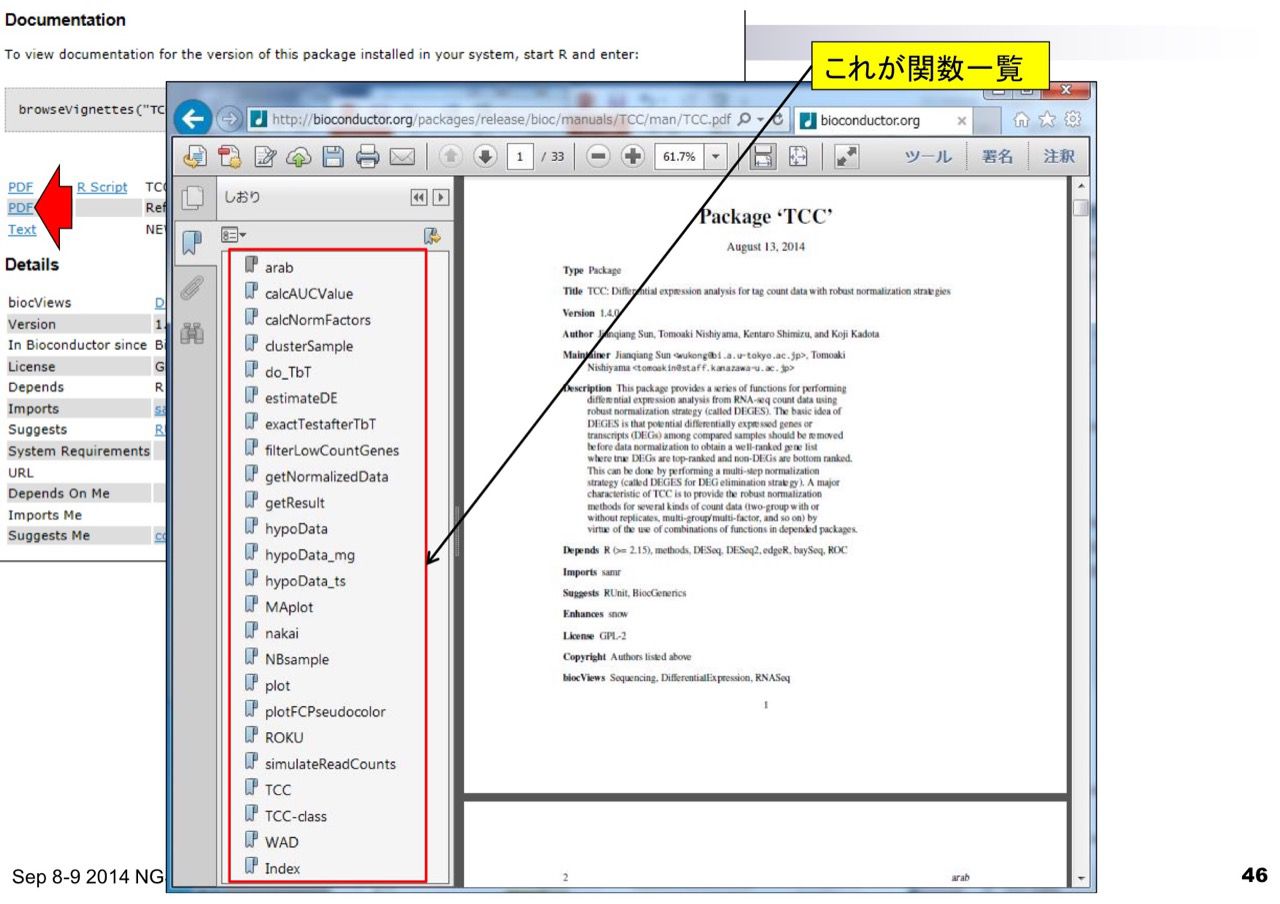 Documentation
To view documentation for the version of this package installed in your system, start R and enter:
browseVignettes("TC
PDF R Script TC
PDF Ref
Text NE
Details
biocViews D
Version 1.
In Bioconductor since Bi
License G
Depends R
Imports sa
Suggests R
System Requirements
URL
Depends On Me
Imports Me
Suggests Me co
これが関数一覧
http://bioconductor.org/packages/release/bioc/manuals/TCC/man/TCC.pdf
bioconductor.org
1 / 33
61.7%
ツール 署名 注釈
しおり
arab
calcAUCValue
calcNormFactors
clusterSample
do_TbT
estimateDE
exactTestafterTbT
filterLowCountGenes
getNormalizedData
getResult
hypoData
hypoData_mg
hypoData_ts
MAplot
nakai
NBsample
plot
plotFCPseudocolor
ROKU
simulateReadCounts
TCC
TCC-class
WAD
Index
Package ‘TCC’
August 13, 2014
Type Package
Title TCC: Differential expression analysis for tag count data with robust normalization strategies
Version 1.4.0
Author Jianqiang Sun, Tomoaki Nishiyama, Kentaro Shimizu, and Koji Kadota
Maintainer Jianqiang Sun <wukong@bi.a.u-tokyo.ac.jp>, Tomoaki
Nishiyama <tomoakin@staff.kanazawa-u.ac.jp>
Description This package provides a series of functions for performing
differential expression analysis from RNA-seq count data using
robust normalization strategy (called DEGES). The basic idea of
DEGES is that potential differentially expressed genes or
transcripts (DEGs) among compared samples should be removed
before data normalization to obtain a well-ranked gene list
where true DEGs are top-ranked and non-DEGs are bottom ranked.
This can be done by performing a multi-step normalization
strategy (called DEGES for DEG elimination strategy). A major
characteristic of TCC is to provide the robust normalization
methods for several kinds of count data (two-group with or
without replicates, multi-group/multi-factor, and so on) by
virtue of the use of combinations of functions in depended packages.
Depends R (>= 2.15), methods, DESeq, DESeq2, edgeR, baySeq, ROC
Imports samr
Suggests RUnit, BiocGenerics
Enhances snow
License GPL-2
Copyright Authors listed above
biocViews Sequencing, DifferentialExpression, RNASeq
1
2 arab
Sep 8-9 2014 NG
46